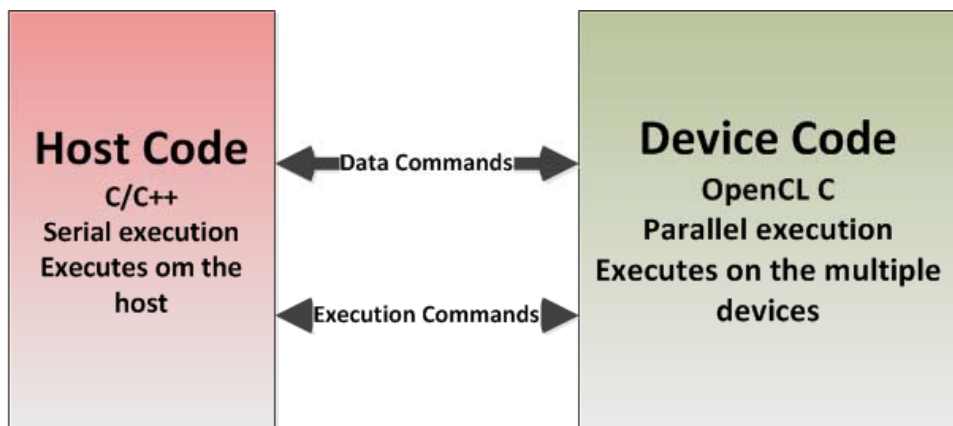 Host Code
C/C++
Serial execution
Executes om the
host
Data Commands
Execution Commands
Device Code
OpenCL C
Parallel execution
Executes on the multiple
devices